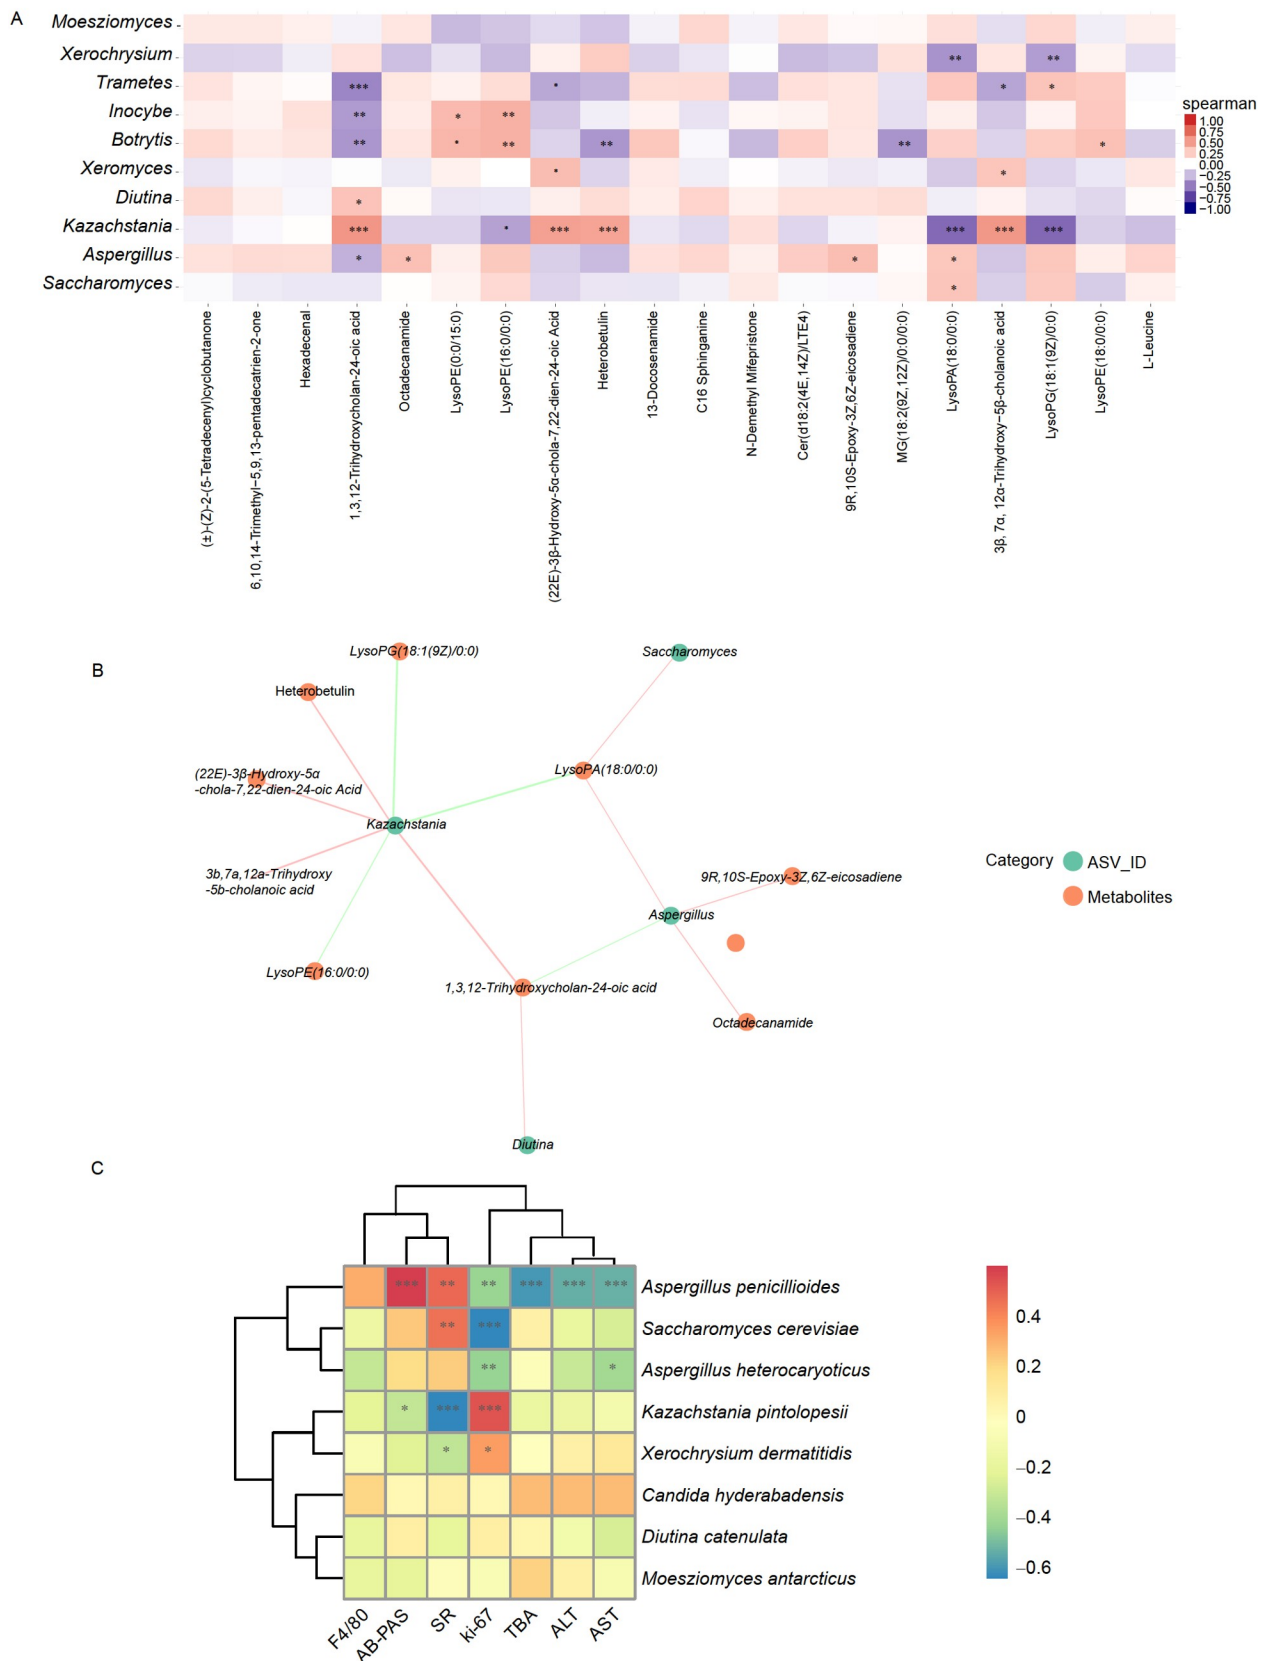 A
Moesziomyces
Xerochrysium
** **
Trametes
*** * * *
Inocybe
** * **
Botrytis
** * ** ** ** *
Xeromyces
* *
Diutina
*
Kazachstania
*** * *** *** *** *** ***
Aspergillus
* * * *
Saccharomyces
*
spearman
1.00
0.75
0.50
0.25
0.00
−0.25
−0.50
−0.75
−1.00
(±)-(Z)-2-(5-Tetradecenyl)cyclobutanone
6,10,14-Trimethyl−5,9,13-pentadecatrien-2-one
Hexadecenal
1,3,12-Trihydroxycholan-24-oic acid
Octadecanamide
LysoPE(0:0/15:0)
LysoPE(16:0/0:0)
(22E)-3β-Hydroxy-5α-chola-7,22-dien-24-oic Acid
Heterobetulin
13-Docosenamide
C16 Sphinganine
N-Demethyl Mifepristone
Cer(d18:2(4E,14Z)/LTE4)
9R,10S-Epoxy-3Z,6Z-eicosadiene
MG(18:2(9Z,12Z)/0:0/0:0)
LysoPA(18:0/0:0)
3β, 7α, 12α-Trihydroxy−5β-cholanoic acid
LysoPG(18:1(9Z)/0:0)
LysoPE(18:0/0:0)
L-Leucine
B
LysoPG(18:1(9Z)/0:0)
Saccharomyces
Heterobetulin
(22E)-3β-Hydroxy-5α
-chola-7,22-dien-24-oic Acid
LysoPA(18:0/0:0)
Kazachstania
3b,7a,12a-Trihydroxy
-5b-cholanoic acid
9R,10S-Epoxy-3Z,6Z-eicosadiene
Aspergillus
LysoPE(16:0/0:0)
1,3,12-Trihydroxycholan-24-oic acid
Octadecanamide
Diutina
Category
ASV_ID
Metabolites
C
*** ** ** *** *** *** Aspergillus penicillioides
** *** Saccharomyces cerevisiae
** * Aspergillus heterocaryoticus
* *** *** Kazachstania pintolopesii
* * Xerochrysium dermatitidis
Candida hyderabadensis
Diutina catenulata
Moesziomyces antarcticus
F4/80
AB-PAS
SR
ki-67
TBA
ALT
AST
0.4
0.2
0
−0.2
−0.4
−0.6